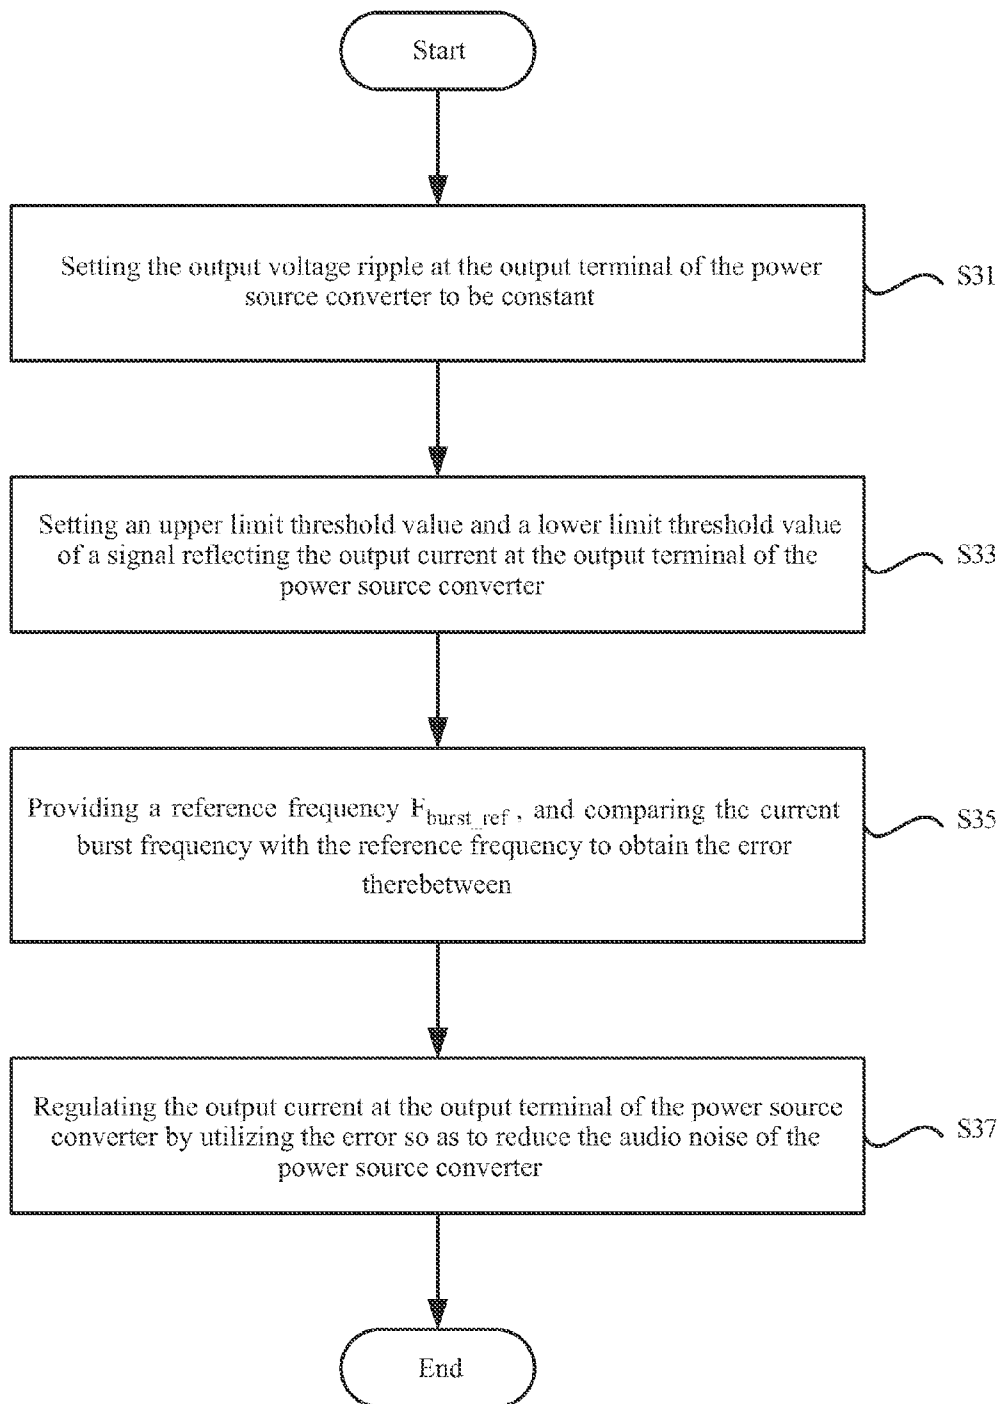 Start
Setting the output voltage ripple at the output terminal of the power
source converter to be constant
S31
Setting an upper limit threshold value and a lower limit threshold value
of a signal reflecting the output current at the output terminal of the
power source converter
S33
Providing a reference frequency F_burst_ref, and comparing the current
burst frequency with the reference frequency to obtain the error
therebetween
S35
Regulating the output current at the output terminal of the power source
converter by utilizing the error so as to reduce the audio noise of the
power source converter
S37
End